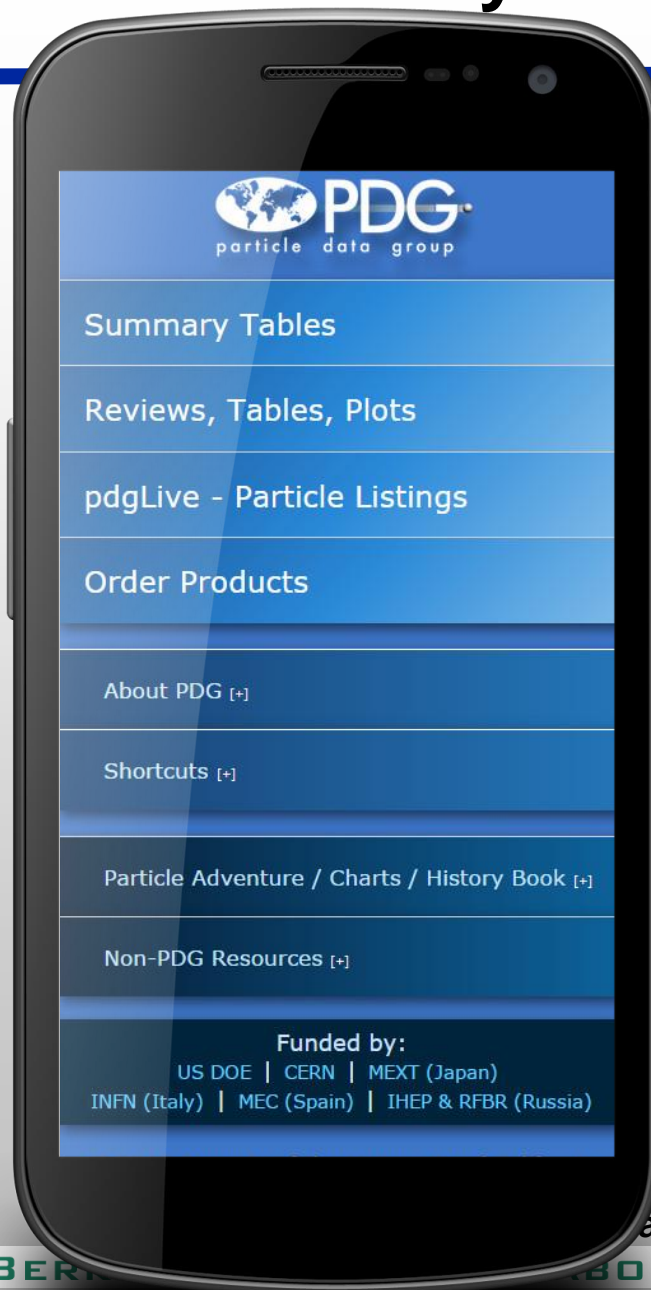 PDG
particle data group
Summary Tables
Reviews, Tables, Plots
pdgLive - Particle Listings
Order Products
About PDG [+]
Shortcuts [+]
Particle Adventure / Charts / History Book [+]
Non-PDG Resources [+]
Funded by:
US DOE | CERN | MEXT (Japan)
INFN (Italy) | MEC (Spain) | IHEP & RFBR (Russia)